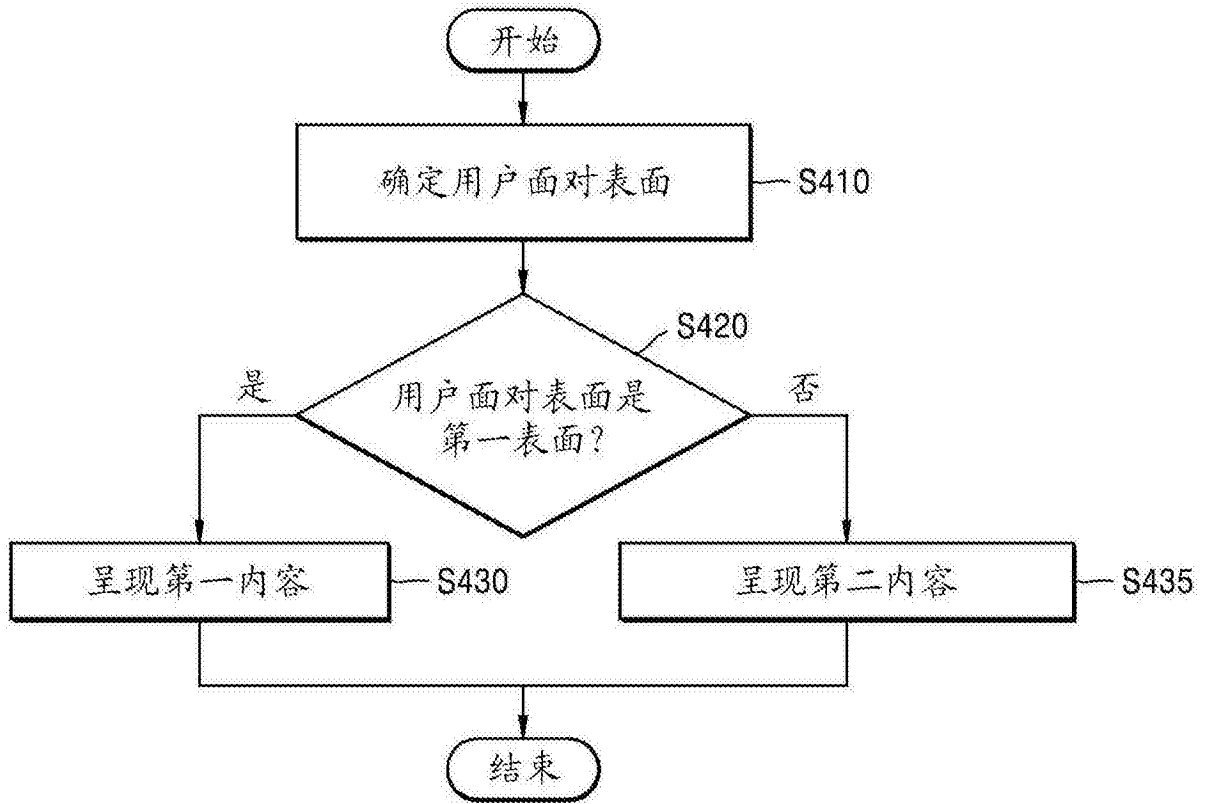 开始
确定用户面对表面
S410
S420
是
用户面对表面是
第一表面?
否
呈现第一内容
S430
呈现第二内容
S435
结束